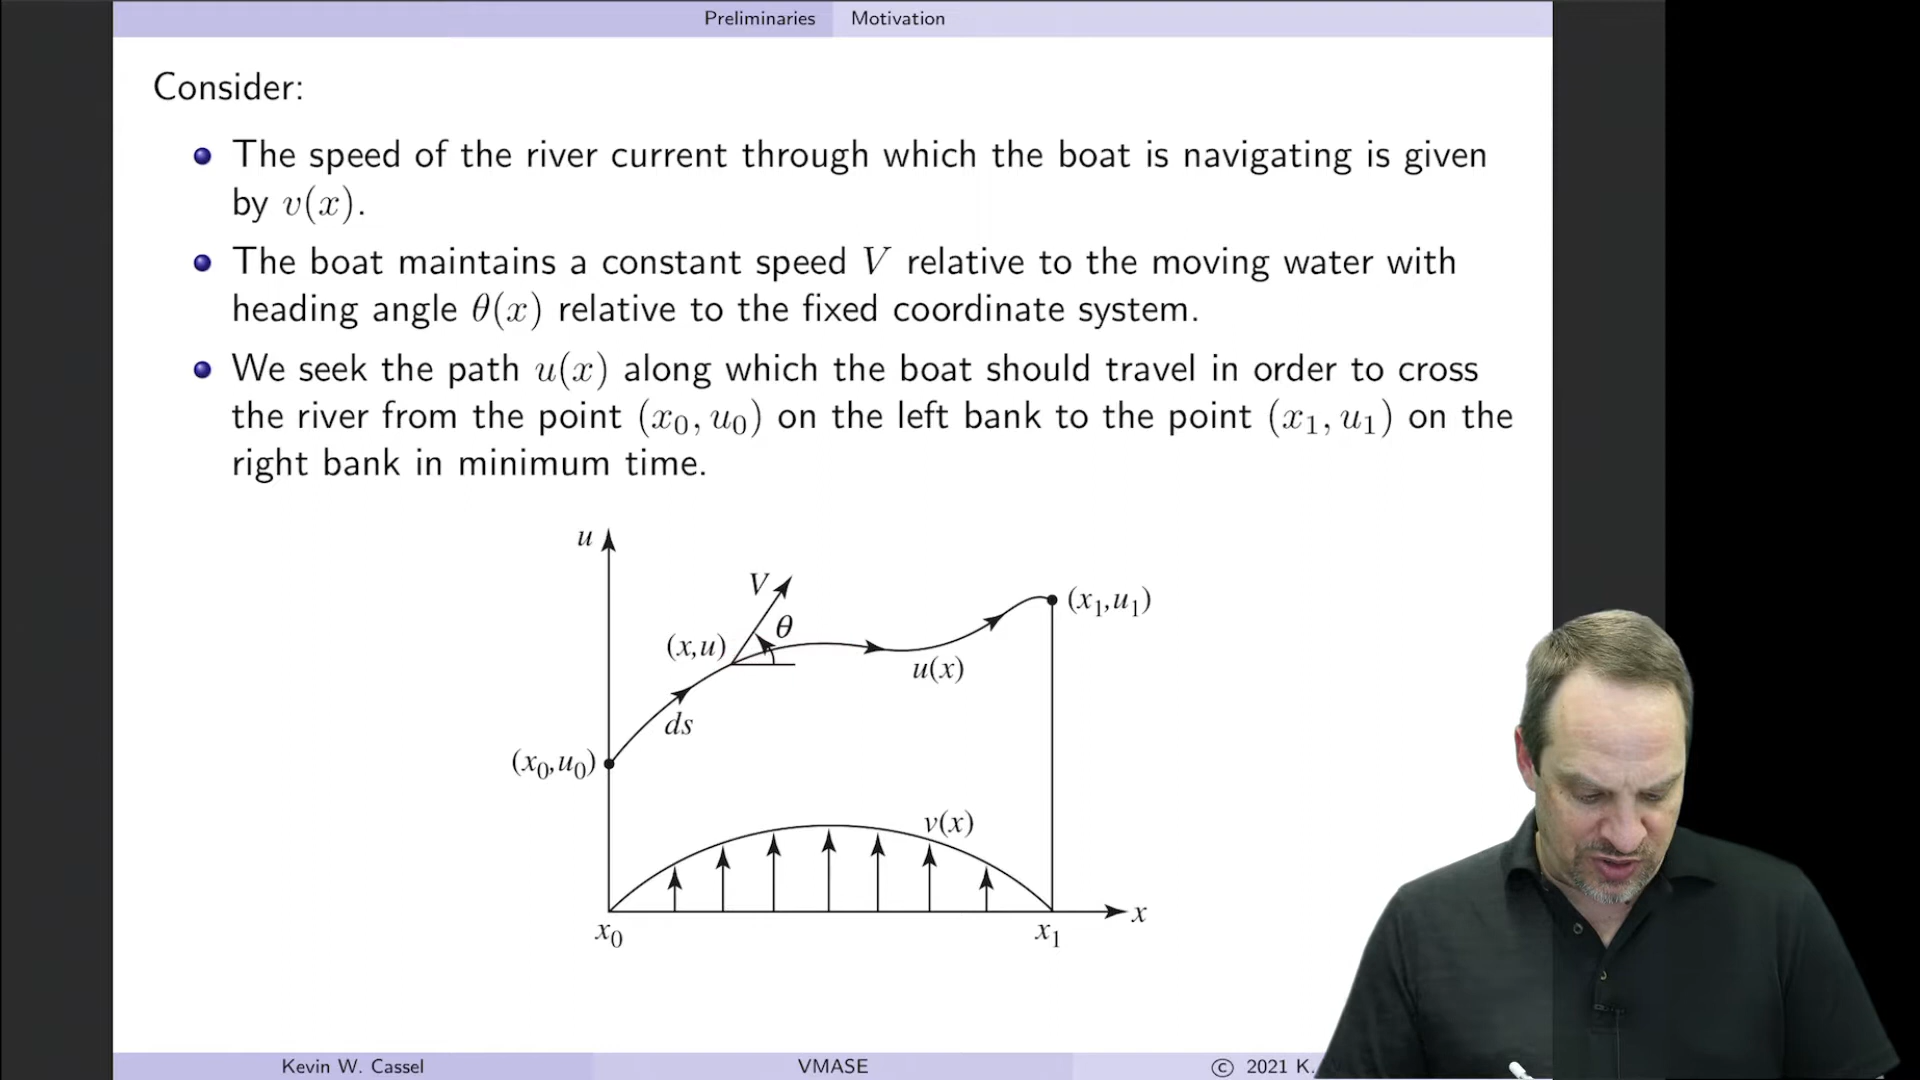 Preliminaries Motivation
Consider:
The speed of the river current through which the boat is navigating is given
by v(x).
The boat maintains a constant speed V relative to the moving water with
heading angle θ(x) relative to the fixed coordinate system.
We seek the path u(x) along which the boat should travel in order to cross
the river from the point (x₀, u₀) on the left bank to the point (x₁, u₁) on the
right bank in minimum time.
u
V
θ
(x,u)
(x₁,u₁)
u(x)
ds
(x₀,u₀)
v(x)
x
x₀
x₁
Kevin W. Cassel VMASE © 2021 K.